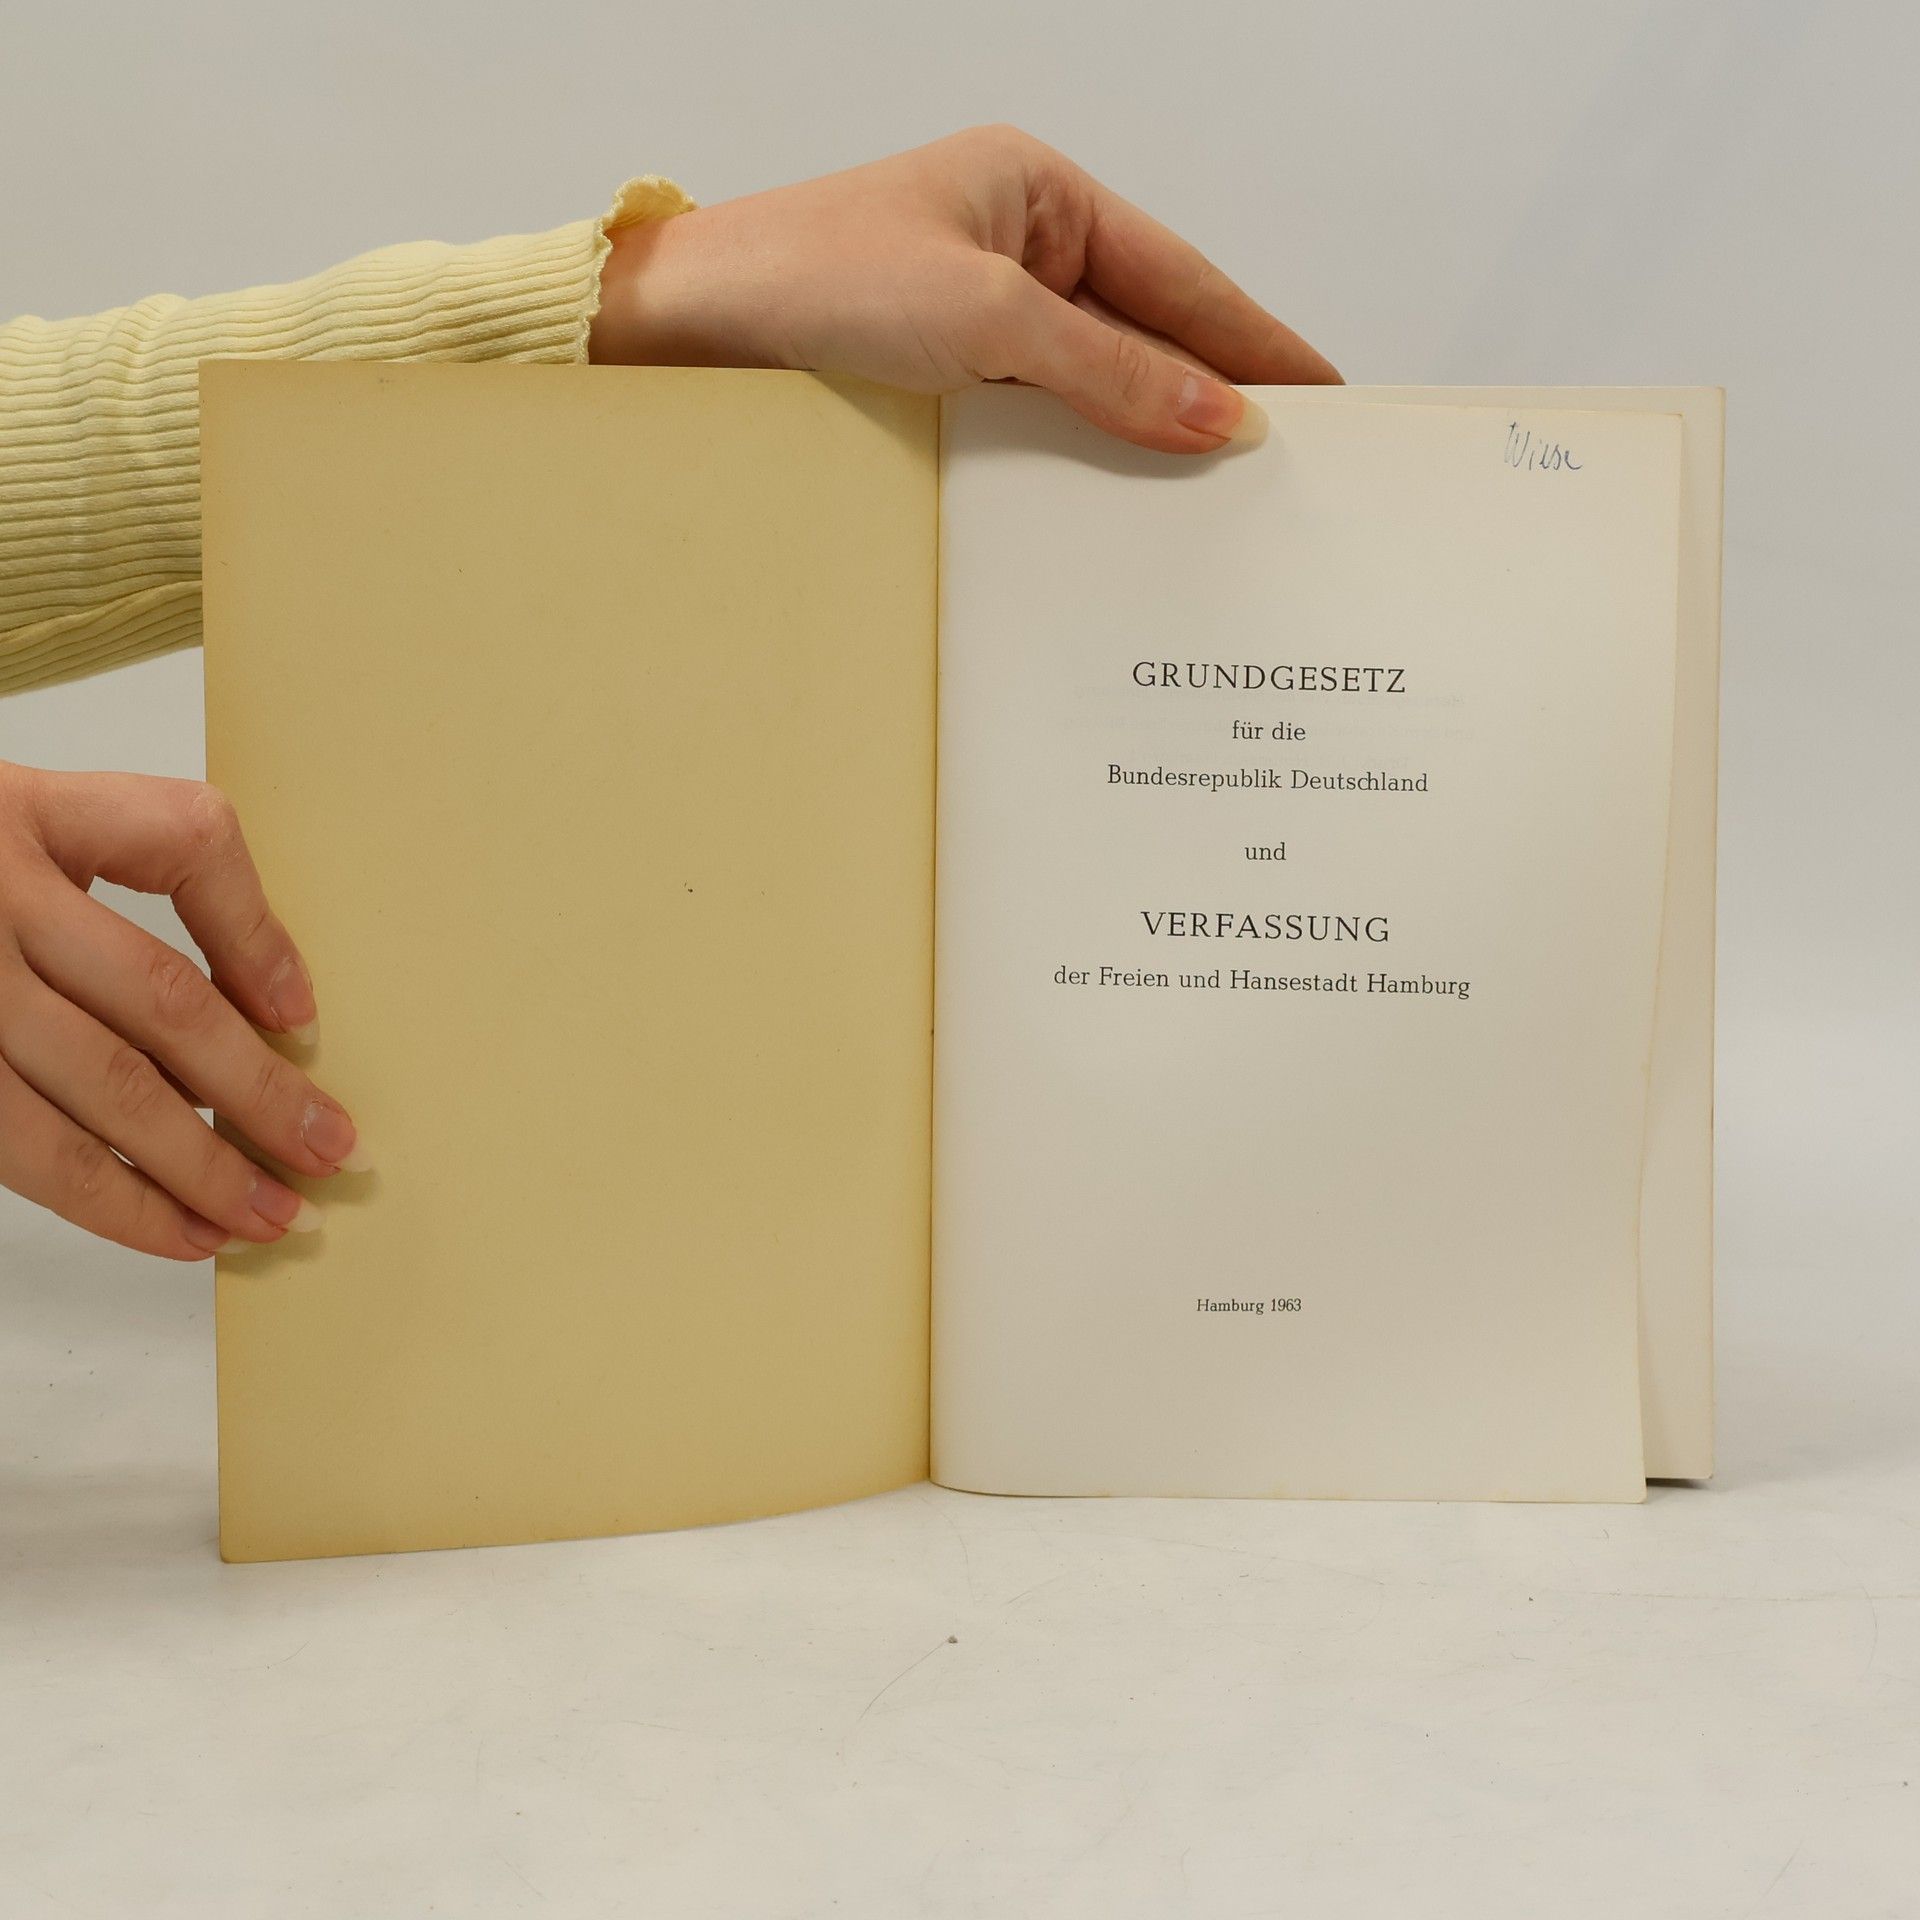 Wiese
GRUNDGESETZ
für die
Bundesrepublik Deutschland
und
VERFASSUNG
der Freien und Hansestadt Hamburg
Hamburg 1963